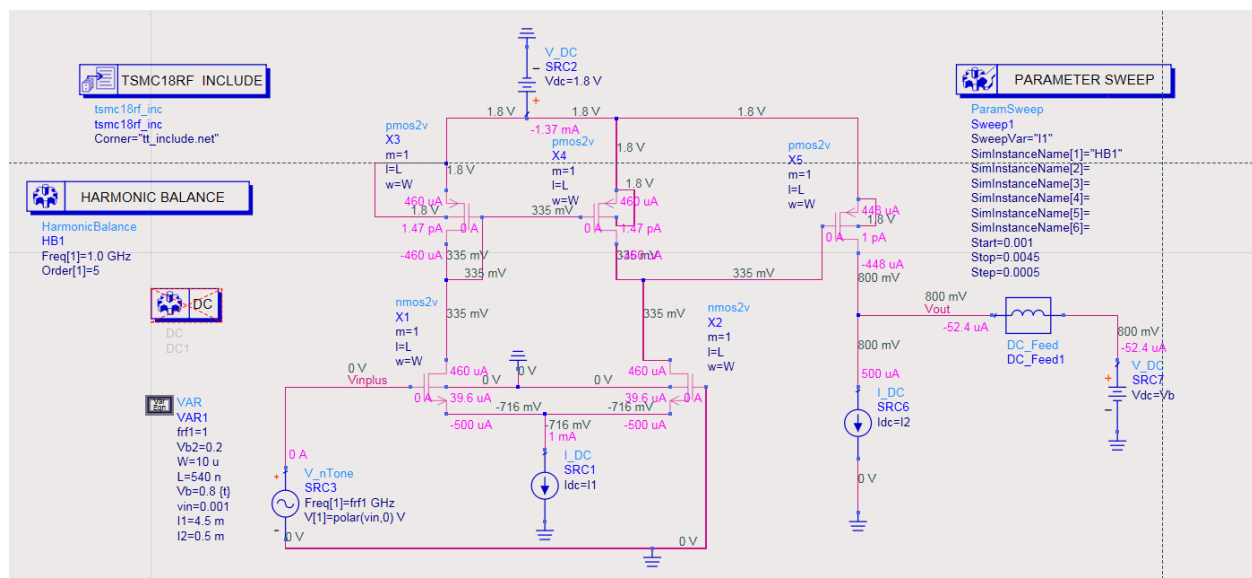 TSMC18RF INCLUDE
tsmc18rf_inc
tsmc18rf_inc
Corner="tt_include.net"
HARMONIC BALANCE
HarmonicBalance
HB1
Freq[1]=1.0 GHz
Order[1]=5
DC
DC
DC1
Var
Eqn
VAR
VAR1
frf1=1
Vb2=0.2
W=10 u
L=540 n
Vb=0.8 {t}
vin=0.001
I1=4.5 m
I2=0.5 m
V_DC
SRC2
Vdc=1.8 V
-
+
1.8 V
1.8 V
1.8 V
-1.37 mA
pmos2v
X3
m=1
l=L
w=W
1.8 V
460 uA
1.8 V
1.47 pA
0 A
-460 uA
335 mV
335 mV
335 mV
pmos2v
X4
m=1
l=L
w=W
1.8 V
1.8 V
460 uA
0 A
1.47 pA
335 mV
335 mV
pmos2v
X5
m=1
l=L
w=W
448 uA
1.8 V
0 A
1 pA
-448 uA
800 mV
nmos2v
X1
m=1
l=L
w=W
335 mV
460 uA
0 A
39.6 uA
-500 uA
0 V
Vinplus
0 V
0 V
0 V
nmos2v
X2
m=1
l=L
w=W
335 mV
460 uA
39.6 uA
0 A
-500 uA
-716 mV
-716 mV
-716 mV
1 mA
I_DC
SRC1
Idc=I1
0 A
+
V_nTone
SRC3
Freq[1]=frf1 GHz
V[1]=polar(vin,0) V
-
0 V
0 V
800 mV
Vout
-52.4 uA
800 mV
500 uA
I_DC
SRC6
Idc=I2
0 V
DC_Feed
DC_Feed1
800 mV
-52.4 uA
V_DC
SRC7
Vdc=Vb
+
-
PARAMETER SWEEP
ParamSweep
Sweep1
SweepVar="I1"
SimInstanceName[1]="HB1"
SimInstanceName[2]=
SimInstanceName[3]=
SimInstanceName[4]=
SimInstanceName[5]=
SimInstanceName[6]=
Start=0.001
Stop=0.0045
Step=0.0005